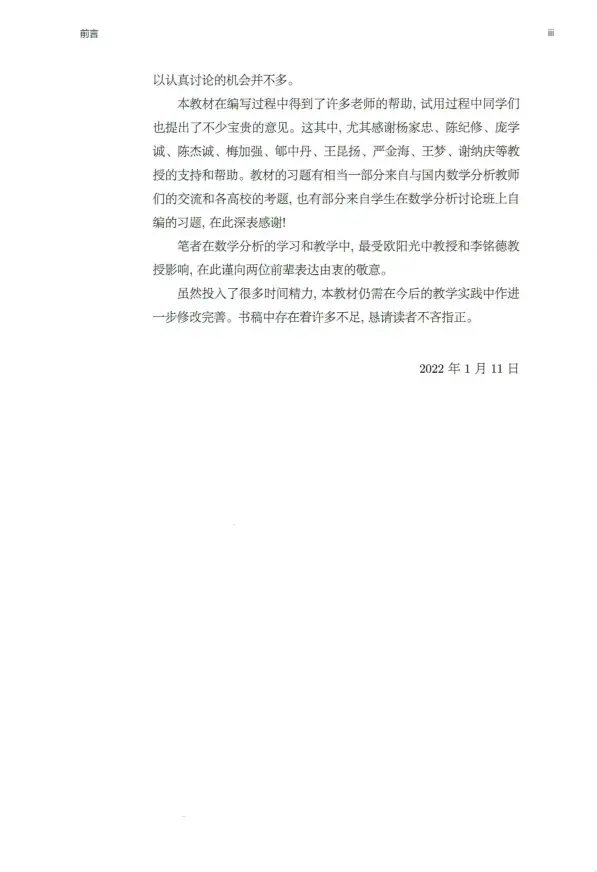 前言
ⅲ
以认真讨论的机会并不多。
本教材在编写过程中得到了许多老师的帮助, 试用过程中同学们
也提出了不少宝贵的意见。这其中, 尤其感谢杨家忠、陈纪修、庞学
诚、陈杰诚、梅加强、郇中丹、王昆扬、严金海、王梦、谢纳庆等教
授的支持和帮助。教材的习题有相当一部分来自与国内数学分析教师
们的交流和各高校的考题, 也有部分来自学生在数学分析讨论班上自
编的习题, 在此深表感谢!
笔者在数学分析的学习和教学中, 最受欧阳光中教授和李铭德教
授影响, 在此谨向两位前辈表达由衷的敬意。
虽然投入了很多时间精力, 本教材仍需在今后的教学实践中作进
一步修改完善。书稿中存在着许多不足, 恳请读者不吝指正。
2022 年 1 月 11 日